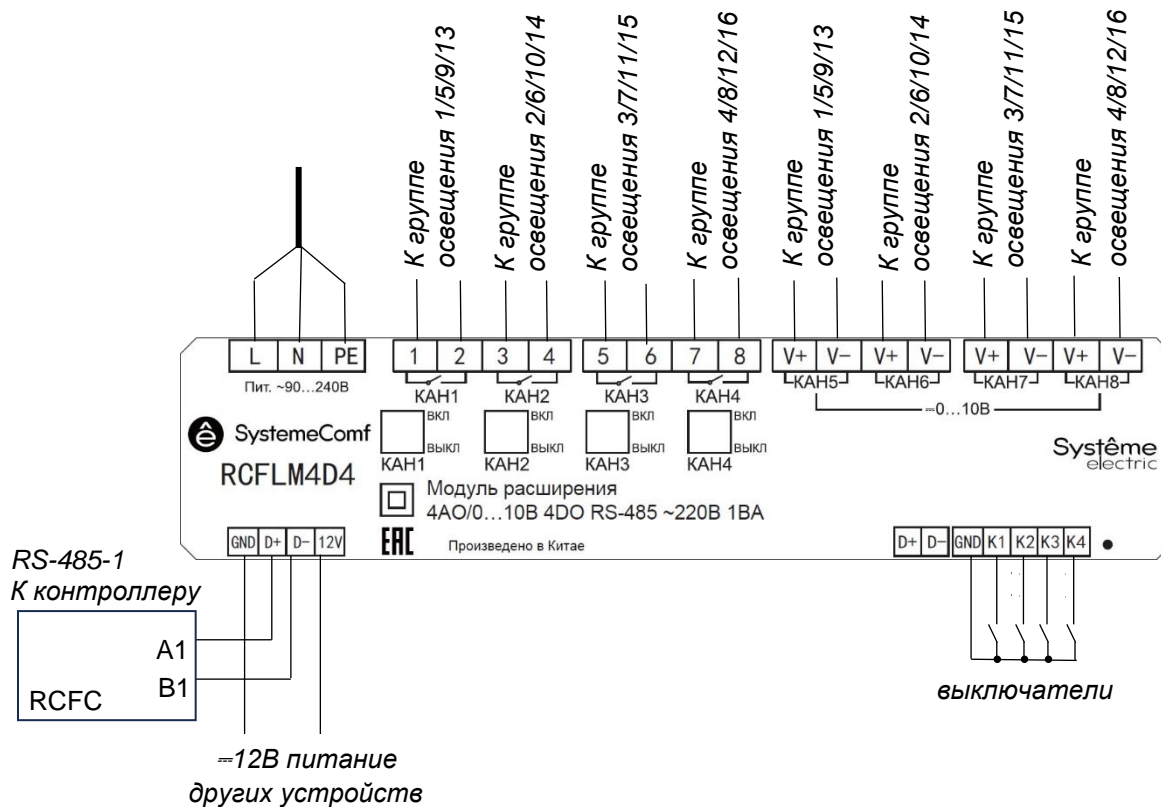 К группе
освещения 1/5/9/13
К группе
освещения 2/6/10/14
К группе
освещения 3/7/11/15
К группе
освещения 4/8/12/16
К группе
освещения 1/5/9/13
К группе
освещения 2/6/10/14
К группе
освещения 3/7/11/15
К группе
освещения 4/8/12/16
L N PE 1 2 3 4 5 6 7 8 V+ V- V+ V- V+ V- V+ V-
Пит. ~90...240В
КАН1 КАН2 КАН3 КАН4 КАН5 КАН6 КАН7 КАН8
⎓0...10В
ВКЛ ВКЛ ВКЛ ВКЛ
ВЫКЛ ВЫКЛ ВЫКЛ ВЫКЛ
КАН1 КАН2 КАН3 КАН4
ê SystemeComf
RCFLM4D4
Systême
electric
Модуль расширения
4АО/0...10В 4DO RS-485 ~220В 1ВА
EAC Произведено в Китае
GND D+ D- 12V
D+ D- GND K1 K2 K3 K4
RS-485-1
К контроллеру
A1
B1
RCFC
выключатели
⎓12В питание
других устройств